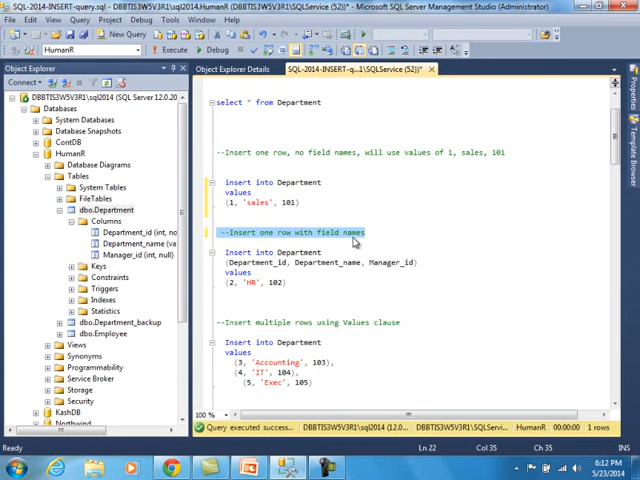 SQL-2014-INSERT-query.sql - DBBTIS3W5V3R1\sql2014.HumanR (SQLService (52))* - Microsoft SQL Server Management Studio (Administrator)
File Edit View Query Project Debug Tools Window Help
New Query
HumanR Execute Debug
Object Explorer
Object Explorer Details SQL-2014-INSERT-q...1\SQLService (52))*
Connect
DBBTIS3W5V3R1\sql2014 (SQL Server 12.0.20
Databases
System Databases
Database Snapshots
ContDB
HumanR
Database Diagrams
Tables
System Tables
FileTables
dbo.Department
Columns
Department_id (int, no
Department_name (va
Manager_id (int, null)
Keys
Constraints
Triggers
Indexes
Statistics
dbo.Department_backup
dbo.Employee
Views
Synonyms
Programmability
Service Broker
Storage
Security
KashDB
Northwind
select * from Department
--Insert one row, no field names, will use values of 1, sales, 101
insert into Department
values
(1, 'sales', 101)
--Insert one row with field names
Insert into Department
(Department_id, Department_name, Manager_id)
values
(2, 'HR', 102)
--Insert multiple rows using Values clause
Insert into Department
values
(3, 'Accounting', 103),
(4, 'IT', 104),
(5, 'Exec', 105)
100 %
Query executed success... DBBTIS3W5V3R1\sql2014 (12.0... DBBTIS3W5V3R1\SQLServi... HumanR 00:00:00 1 rows
Properties
Template Browser
Ready Ln 22 Col 35 Ch 35 INS
6:12 PM
5/23/2014